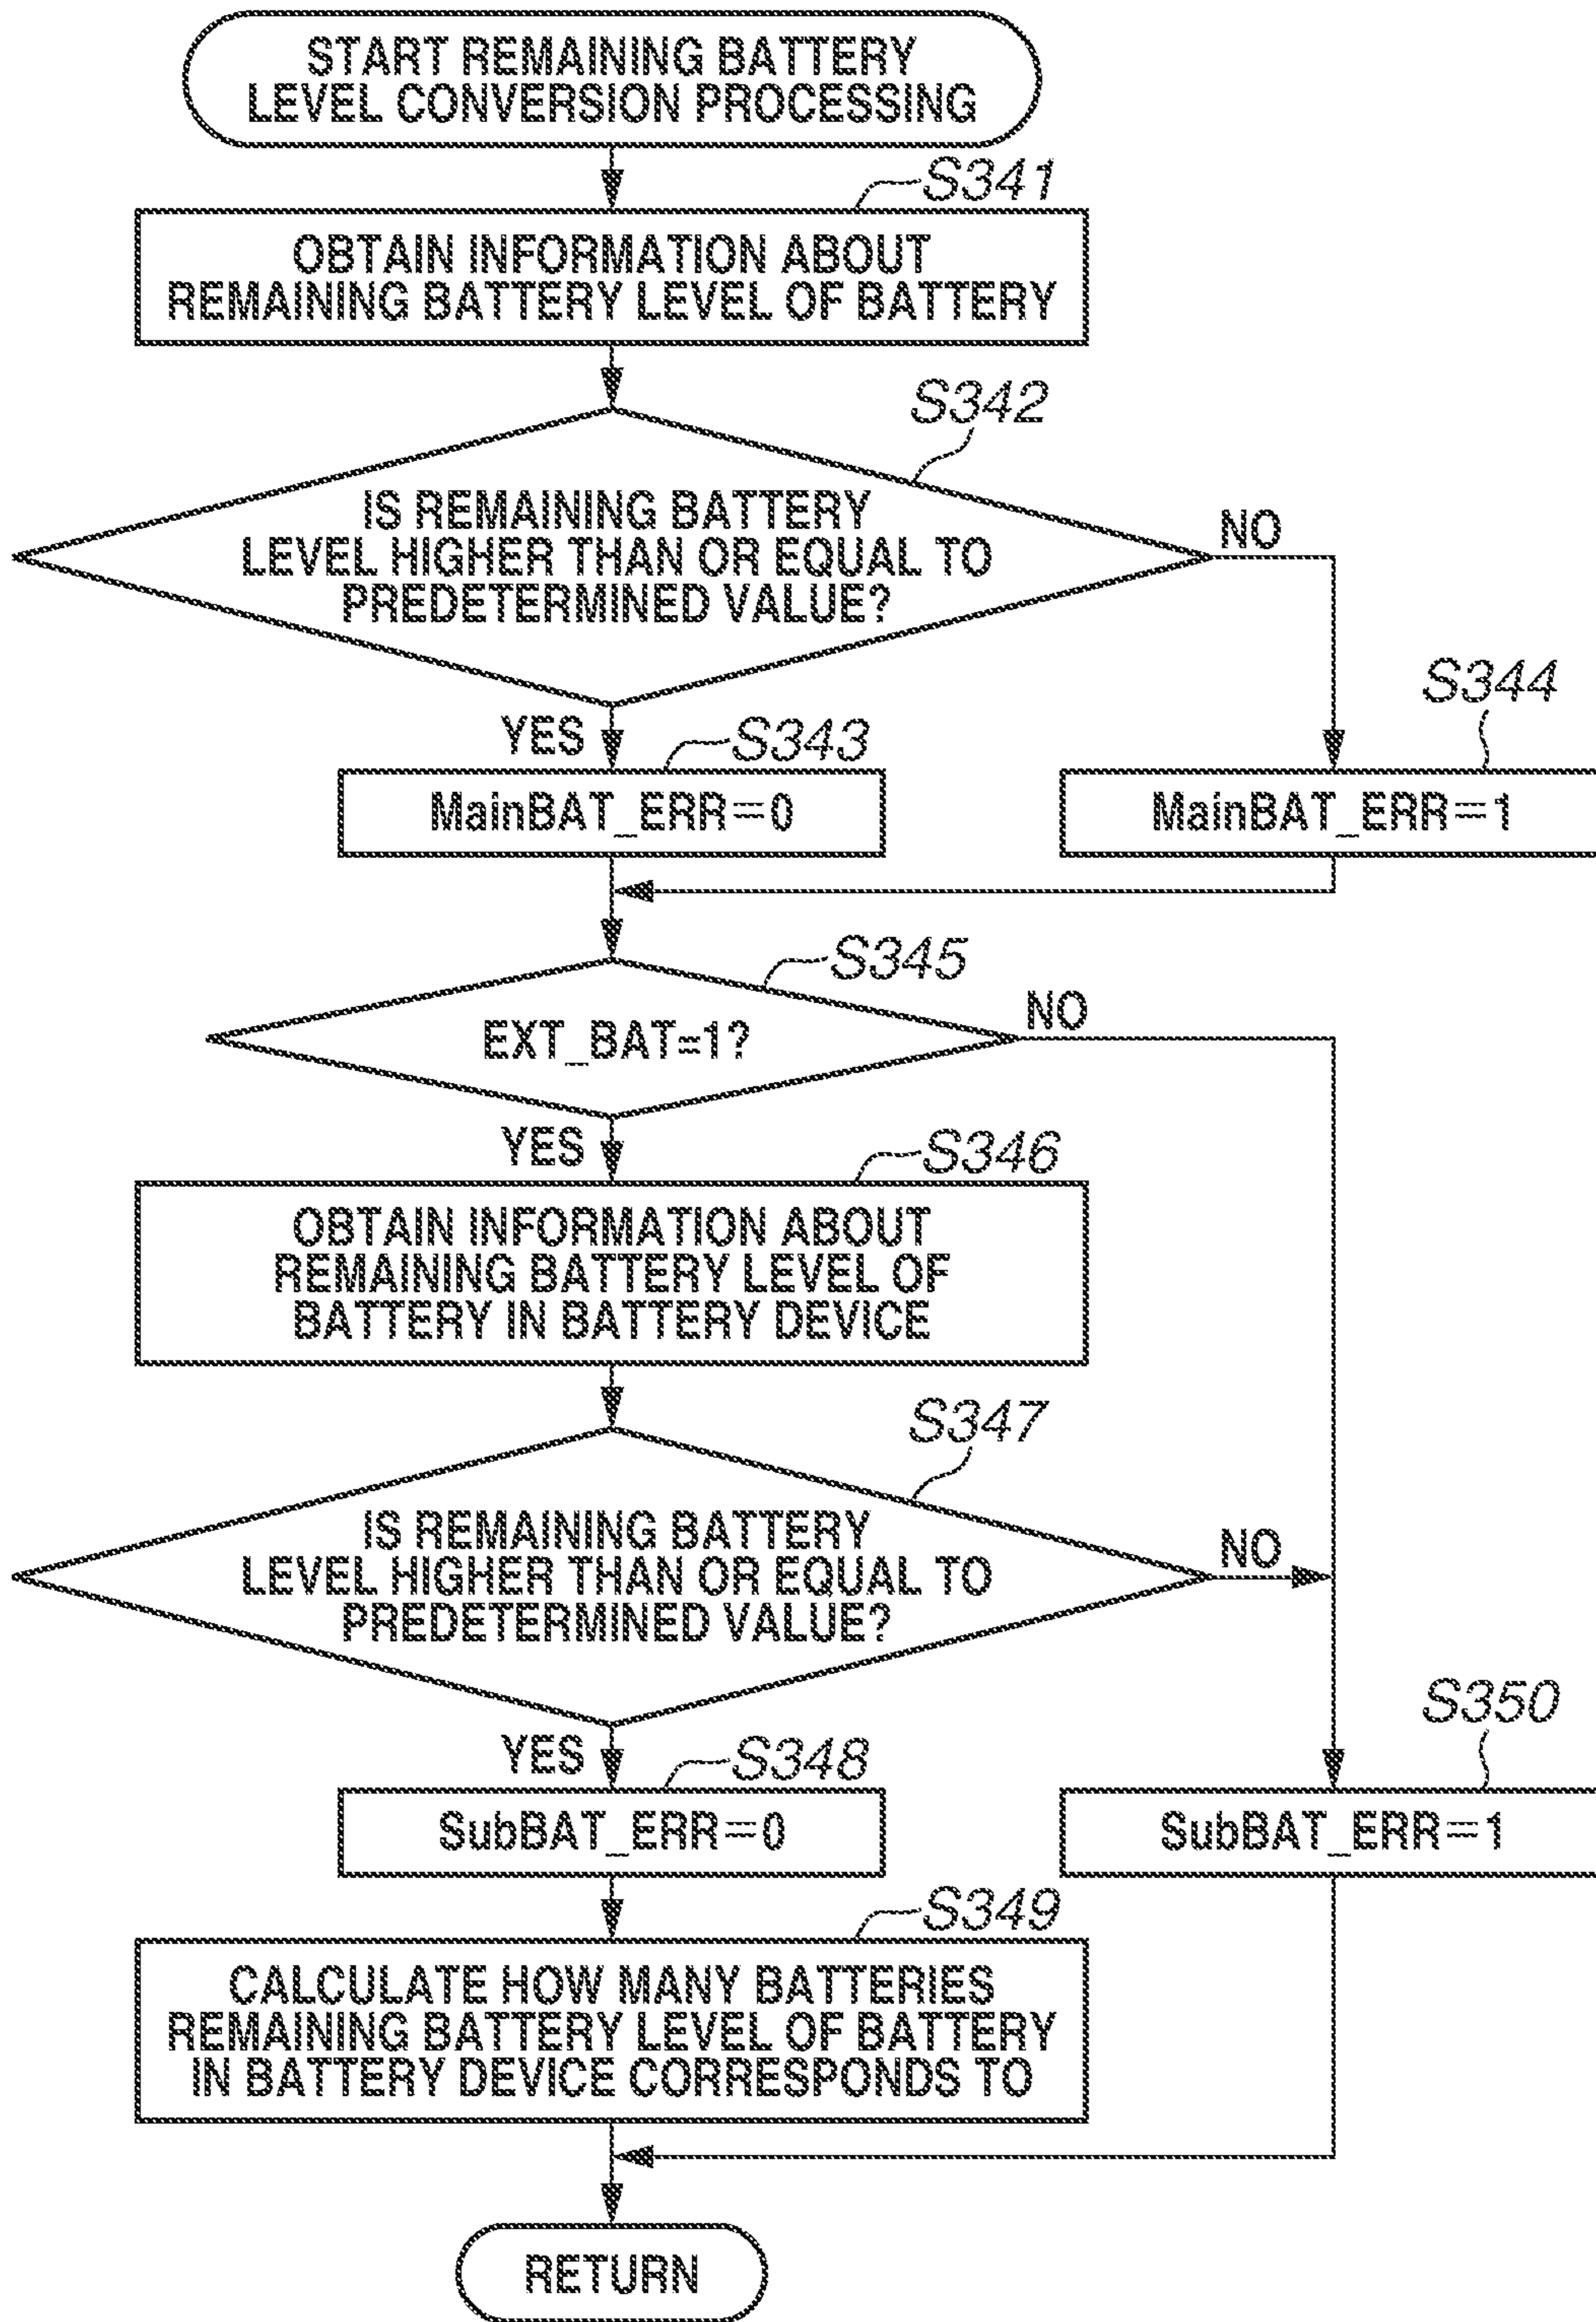 START REMAINING BATTERY
LEVEL CONVERSION PROCESSING
S341
OBTAIN INFORMATION ABOUT
REMAINING BATTERY LEVEL OF BATTERY
S342
IS REMAINING BATTERY
LEVEL HIGHER THAN OR EQUAL TO
PREDETERMINED VALUE?
NO
YES
S343
S344
MainBAT_ERR=0
MainBAT_ERR=1
S345
EXT_BAT=1?
NO
YES
S346
OBTAIN INFORMATION ABOUT
REMAINING BATTERY LEVEL OF
BATTERY IN BATTERY DEVICE
S347
IS REMAINING BATTERY
LEVEL HIGHER THAN OR EQUAL TO
PREDETERMINED VALUE?
NO
YES
S348
S350
SubBAT_ERR=0
SubBAT_ERR=1
S349
CALCULATE HOW MANY BATTERIES
REMAINING BATTERY LEVEL OF BATTERY
IN BATTERY DEVICE CORRESPONDS TO
RETURN